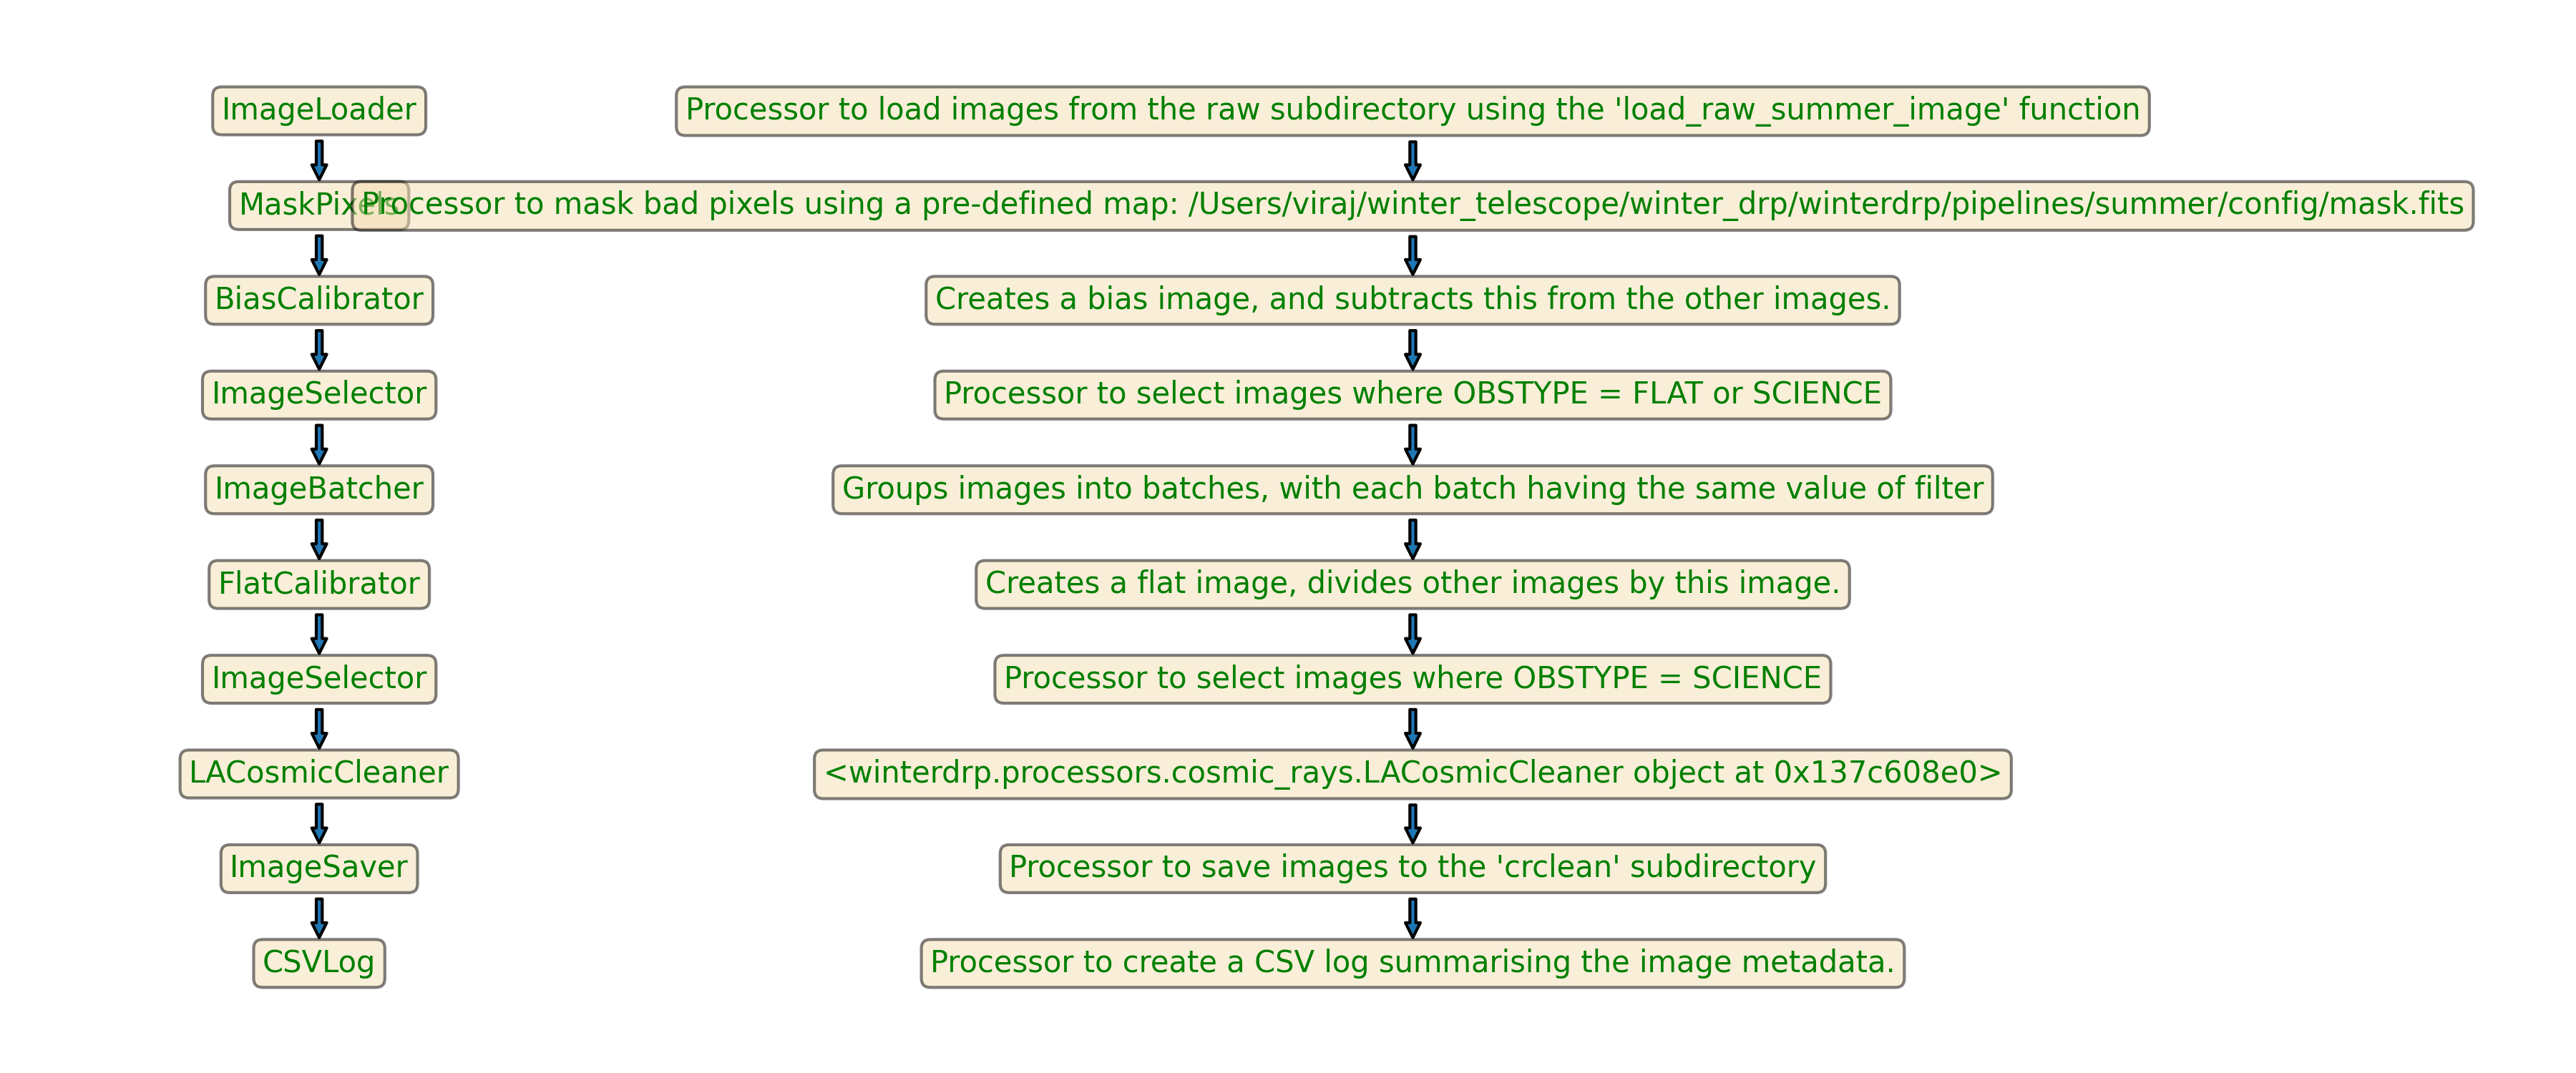 ImageLoader
Processor to load images from the raw subdirectory using the 'load_raw_summer_image' function
MaskPixels
Processor to mask bad pixels using a pre-defined map: /Users/viraj/winter_telescope/winter_drp/winterdrp/pipelines/summer/config/mask.fits
BiasCalibrator
Creates a bias image, and subtracts this from the other images.
ImageSelector
Processor to select images where OBSTYPE = FLAT or SCIENCE
ImageBatcher
Groups images into batches, with each batch having the same value of filter
FlatCalibrator
Creates a flat image, divides other images by this image.
ImageSelector
Processor to select images where OBSTYPE = SCIENCE
LACosmicCleaner
<winterdrp.processors.cosmic_rays.LACosmicCleaner object at 0x137c608e0>
ImageSaver
Processor to save images to the 'crclean' subdirectory
CSVLog
Processor to create a CSV log summarising the image metadata.